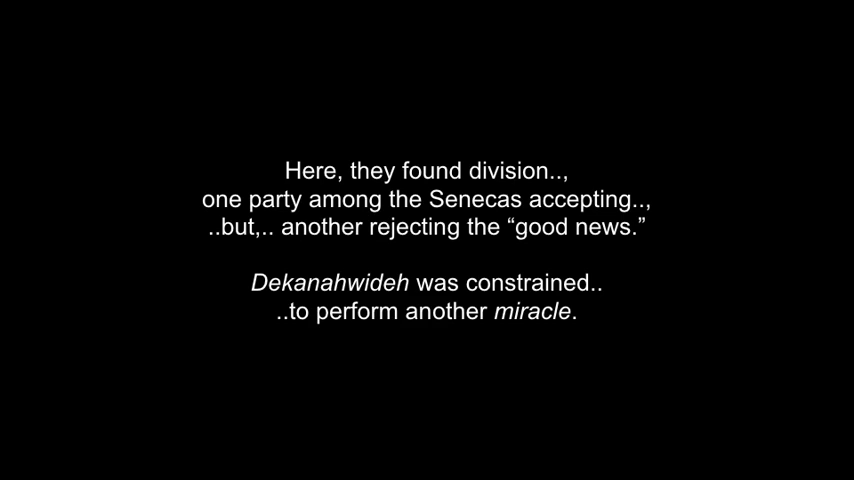 Here, they found division..,
one party among the Senecas accepting..,
..but,.. another rejecting the “good news.”
Dekanahwideh was constrained..
..to perform another miracle.